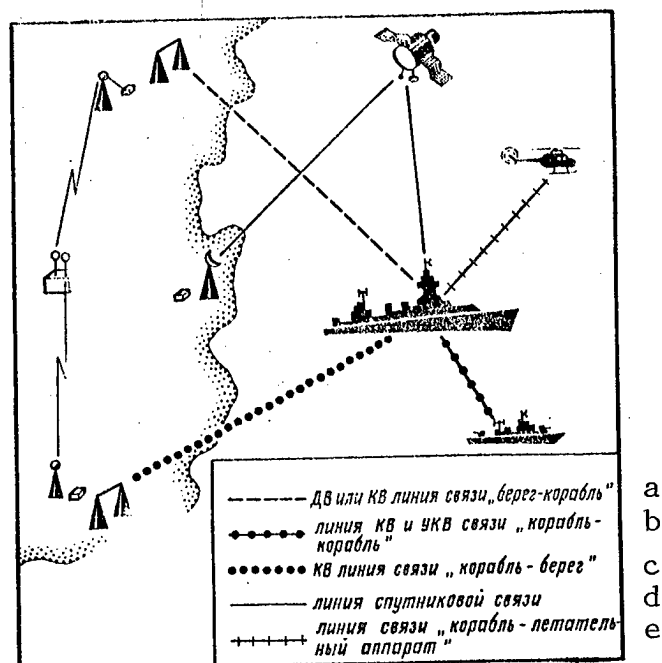 ДВ или КВ линия связи „берег-корабль" a
линия КВ и УКВ связи „корабль- b
корабль"
КВ линия связи „корабль-берег" c
линия спутниковой связи d
линия связи „корабль-летатель- e
ный аппарат"